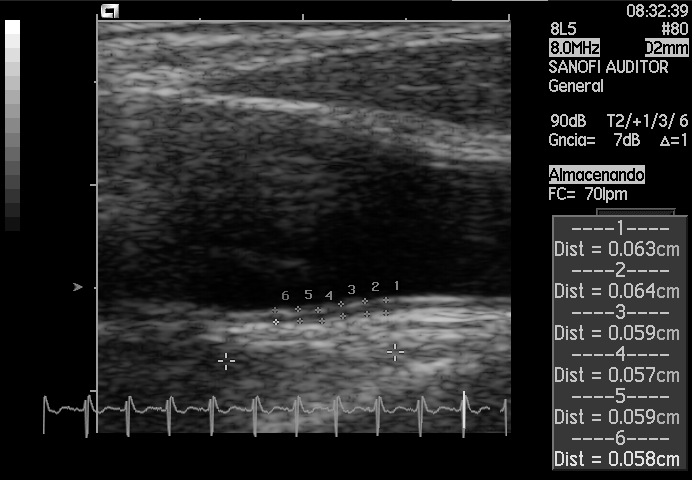 08:32:39
8L5 #80
8.0MHz D2mm
SANOFI AUDITOR
General
90dB T2/+1/3/ 6
Gncia= 7dB Δ=1
Almacenando
FC= 70lpm
----1----
Dist = 0.063cm
----2----
Dist = 0.064cm
----3----
Dist = 0.059cm
----4----
Dist = 0.057cm
----5----
Dist = 0.059cm
----6----
Dist = 0.058cm
6 5 4 3 2 1